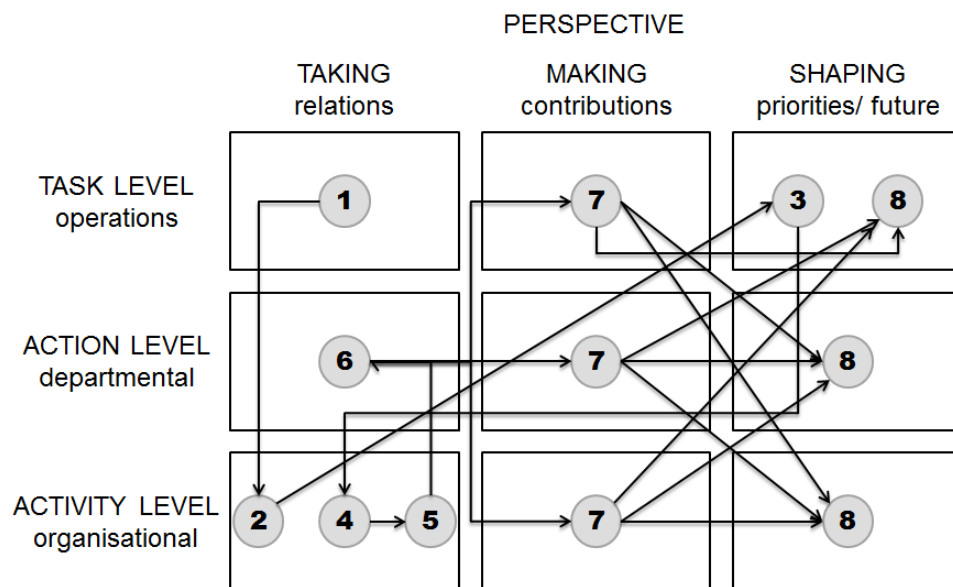 PERSPECTIVE
TAKING
relations
MAKING
contributions
SHAPING
priorities/ future
TASK LEVEL
operations
1
7
3
8
ACTION LEVEL
departmental
6
7
8
ACTIVITY LEVEL
organisational
2
4
5
7
8